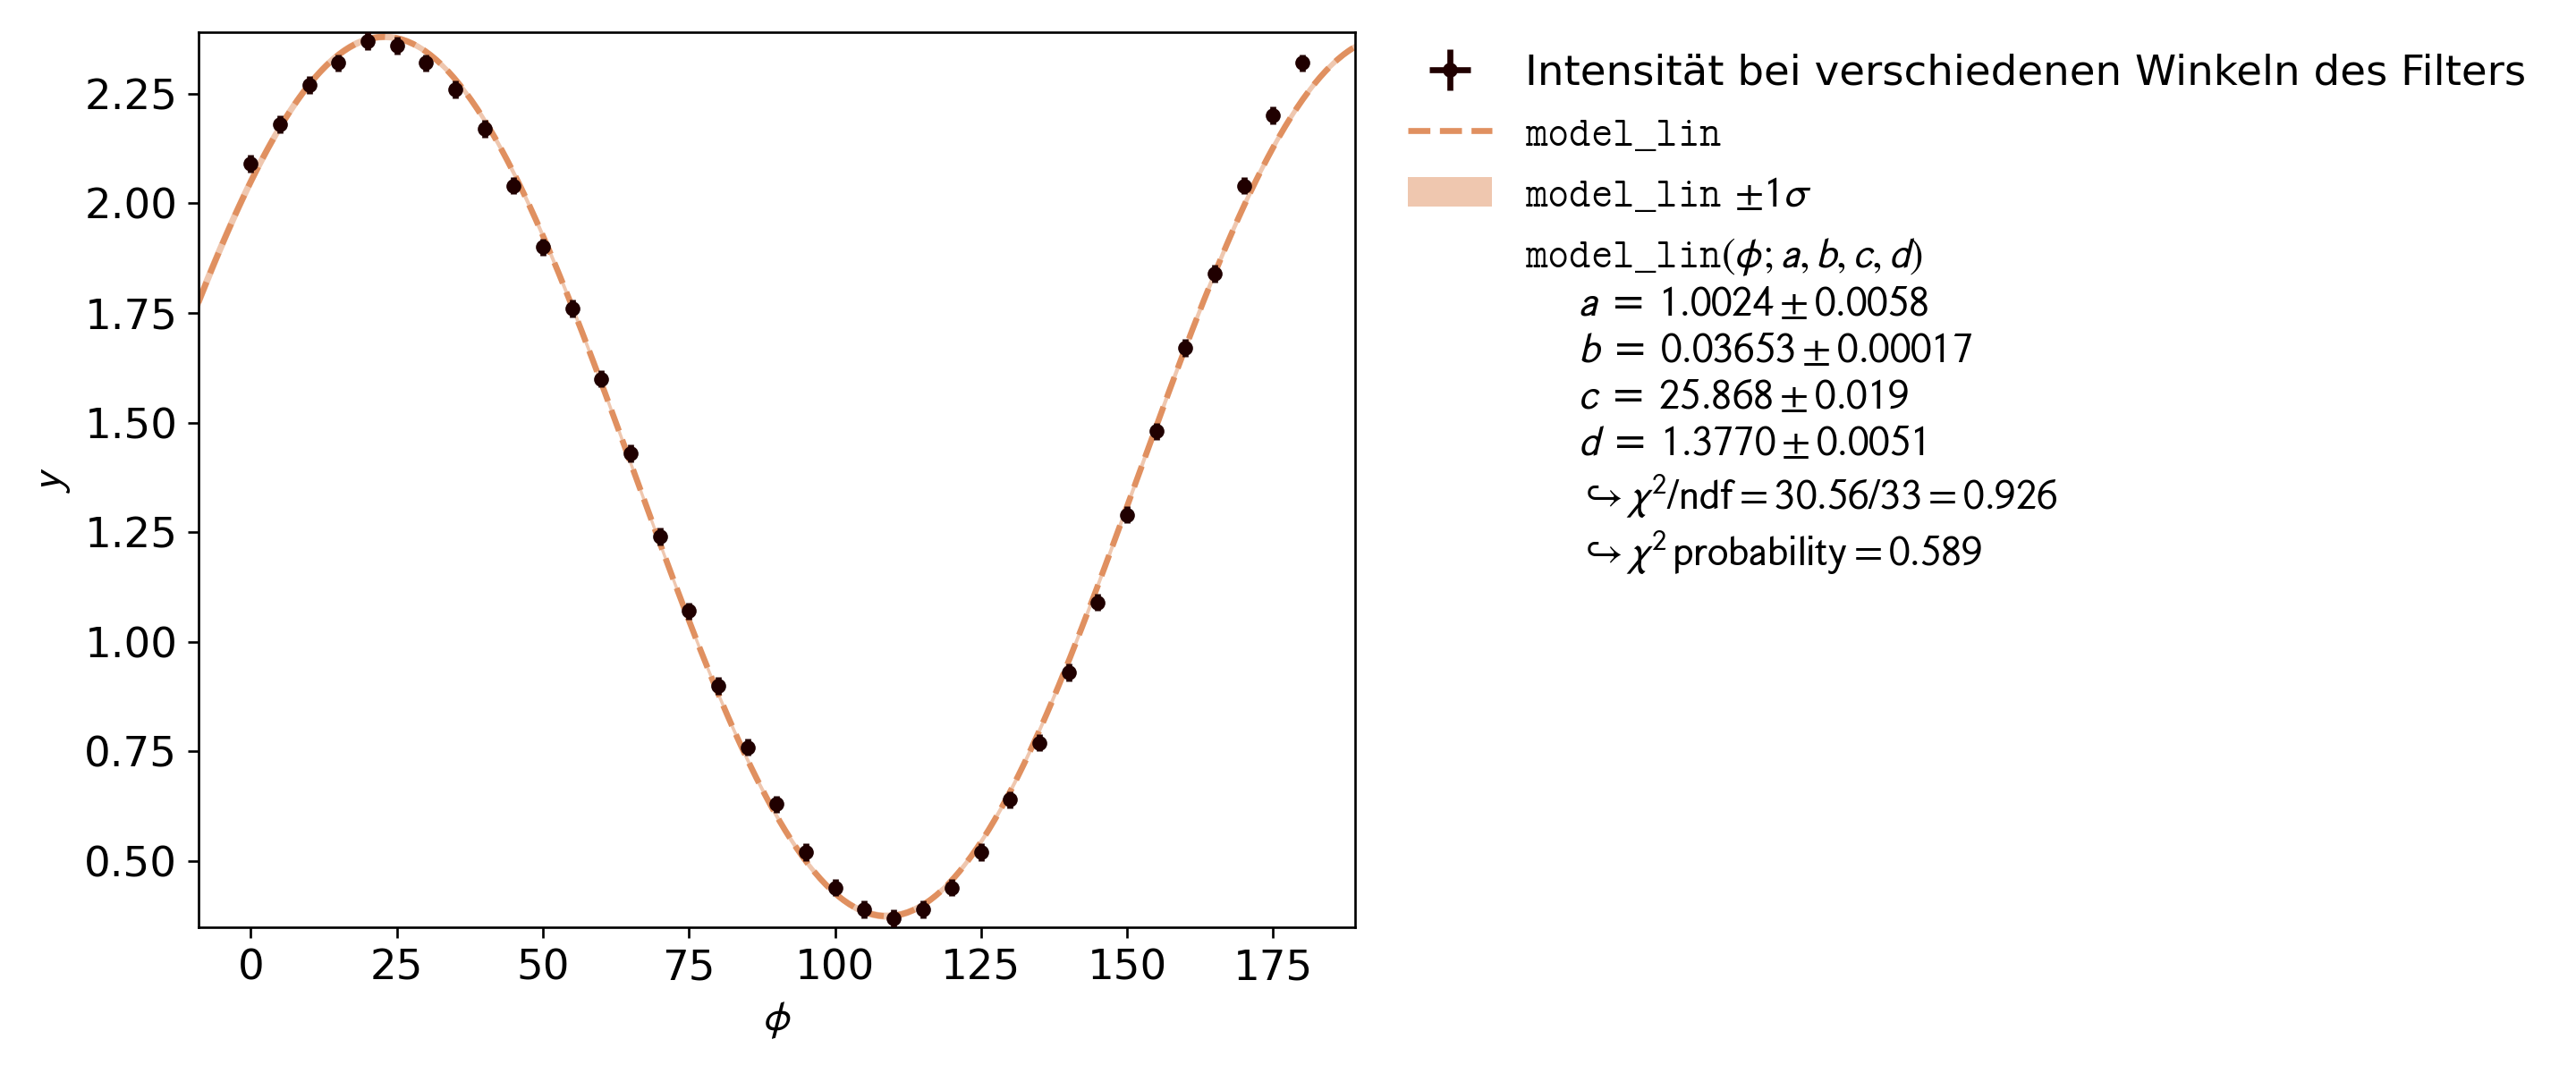 2.25
2.00
1.75
1.50
1.25
1.00
0.75
0.50
y
0 25 50 75 100 125 150 175
ϕ
Intensität bei verschiedenen Winkeln des Filters
model_lin
model_lin ±1σ
model_lin(ϕ; a, b, c, d)
a = 1.0024 ± 0.0058
b = 0.03653 ± 0.00017
c = 25.868 ± 0.019
d = 1.3770 ± 0.0051
↪ χ²/ndf = 30.56/33 = 0.926
↪ χ² probability = 0.589